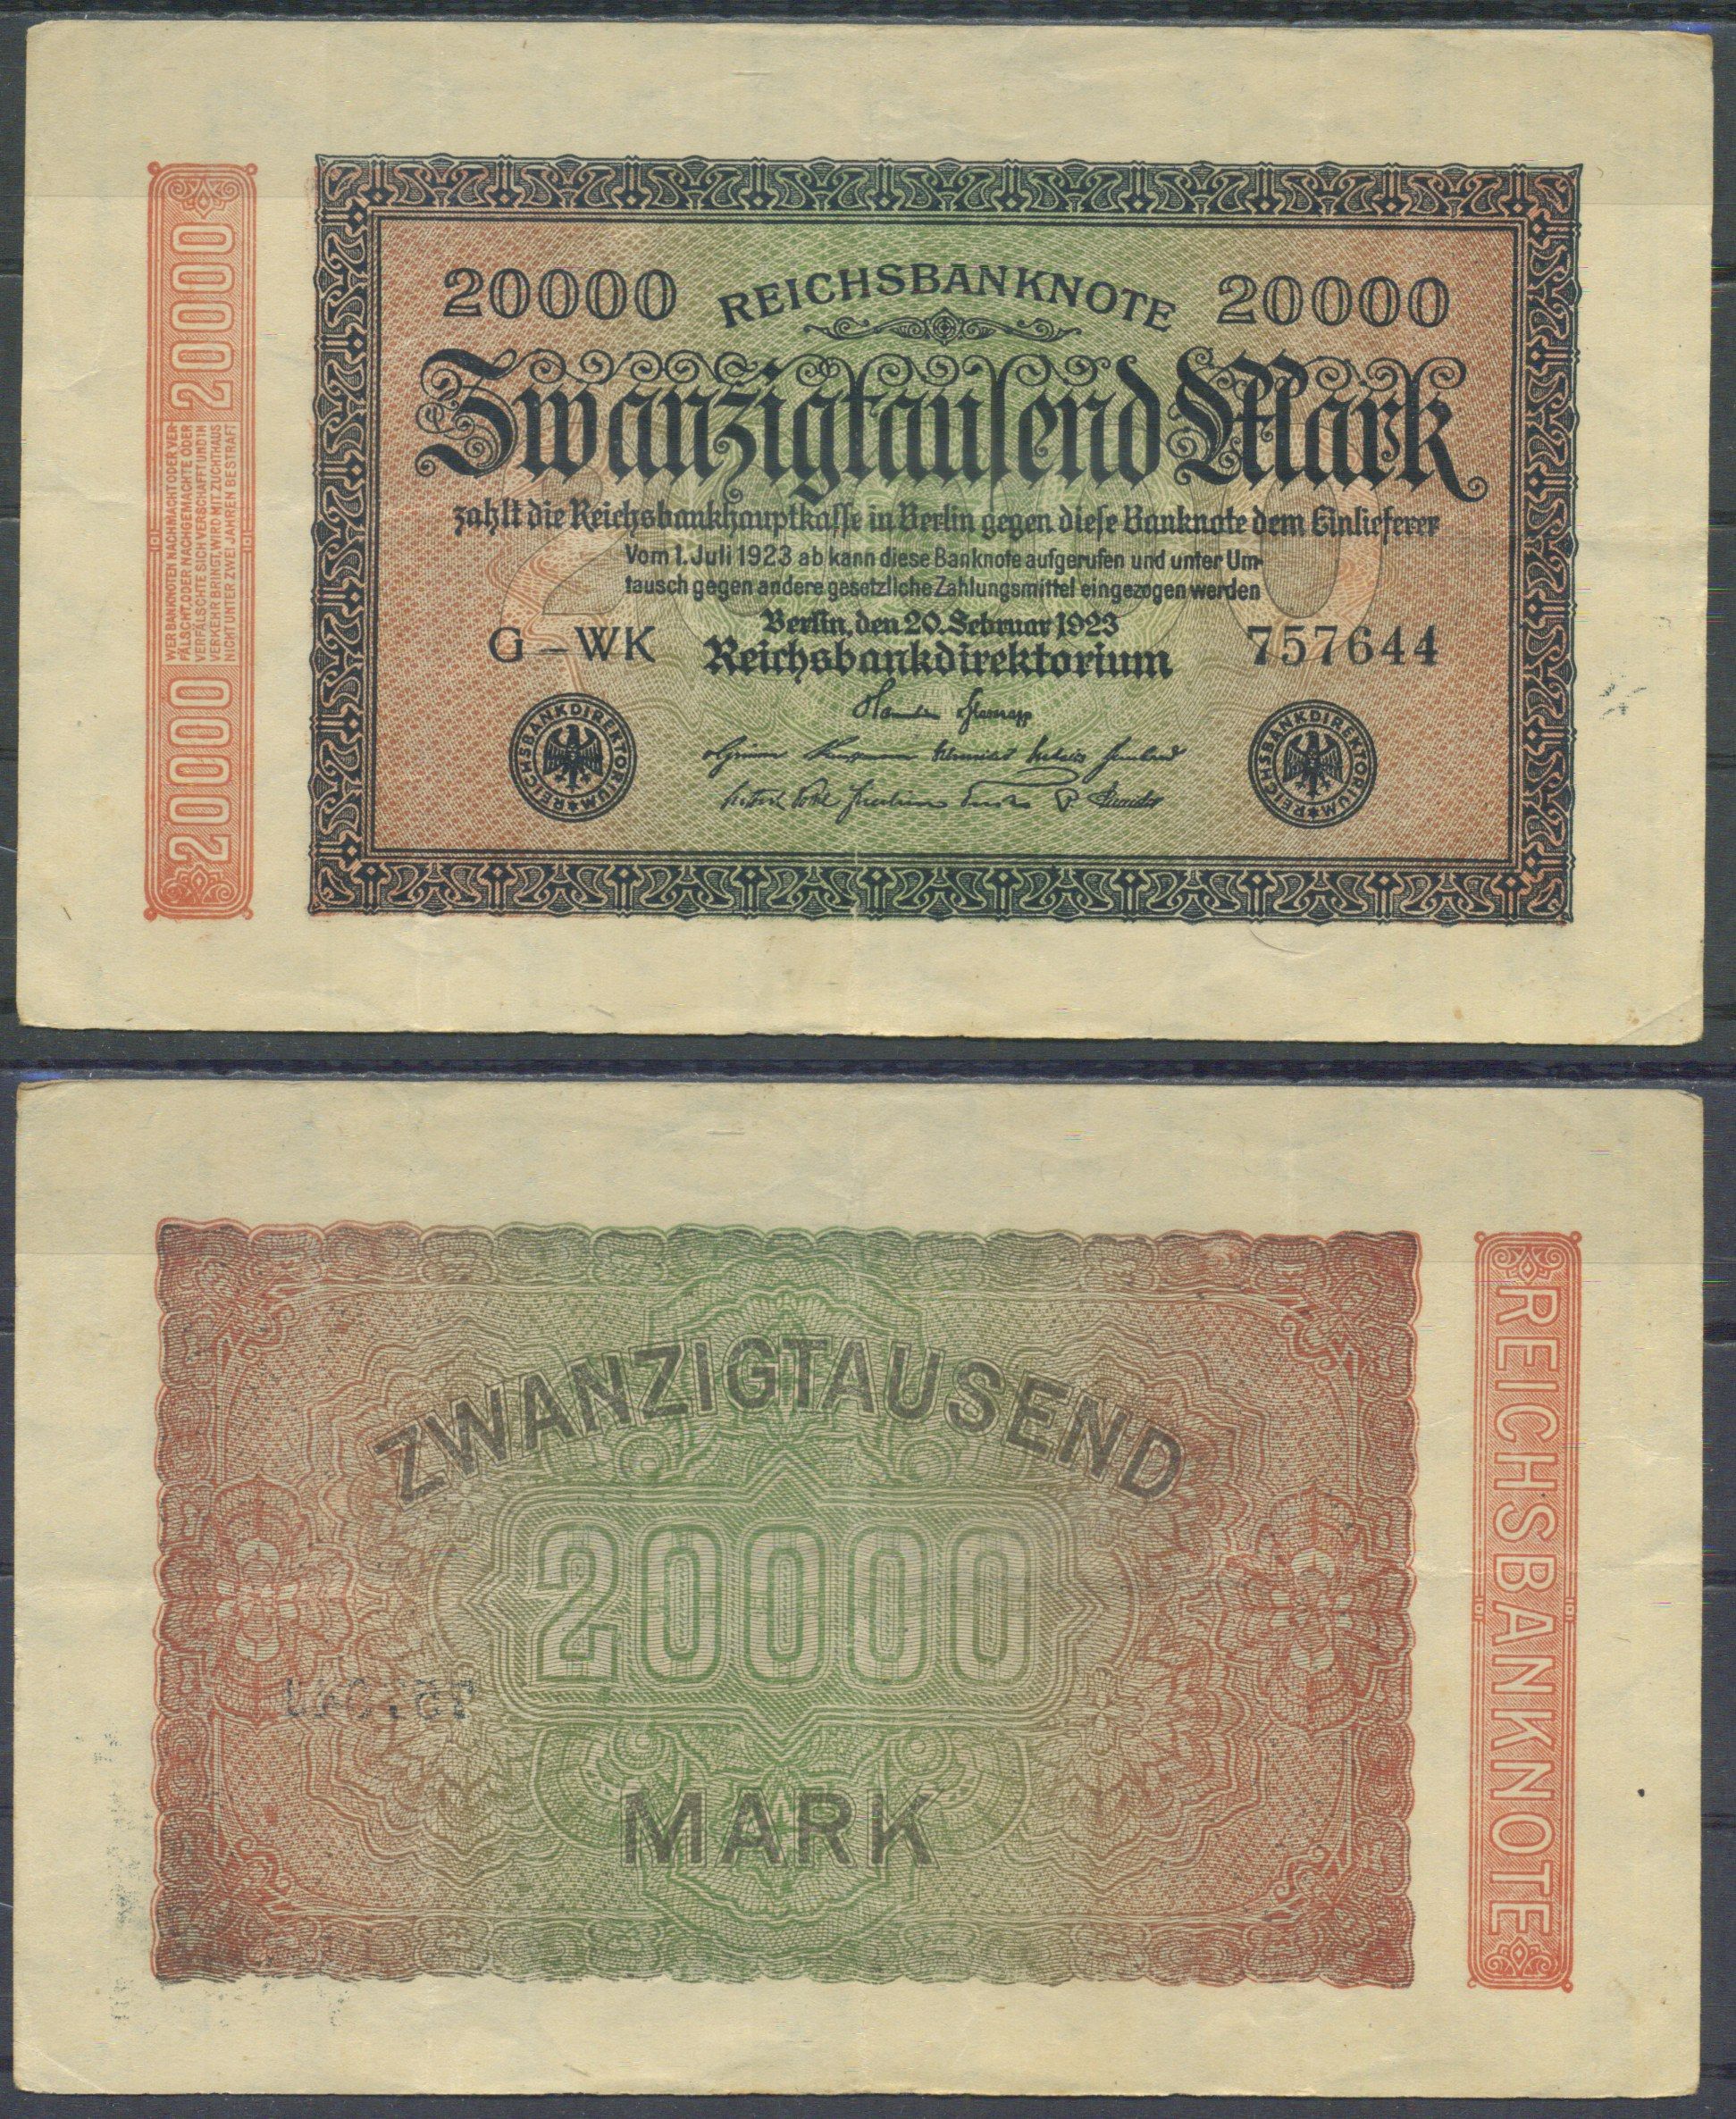 20000 REICHSBANKNOTE 20000
Zwanzigtausend Mark
zahlt die Reichsbankhauptkasse in Berlin gegen diese Banknote dem Einlieferer
Vom 1. Juli 1923 ab kann diese Banknote aufgerufen und unter Um-
tausch gegen andere gesetzliche Zahlungsmittel eingezogen werden
Berlin, den 20. Februar 1923
G-WK Reichsbankdirektorium 757644
REICHSBANKDIREKTORIUM
REICHSBANKDIREKTORIUM
20000 20000
WER BANKNOTEN NACHMACHT ODER VER-
FÄLSCHT, ODER NACHGEMACHTE ODER
VERFÄLSCHTE SICH VERSCHAFFT UND IN
VERKEHR BRINGT, WIRD MIT ZUCHTHAUS
NICHT UNTER ZWEI JAHREN BESTRAFT
20000
ZWANZIGTAUSEND
20000
MARK
REICHSBANKNOTE